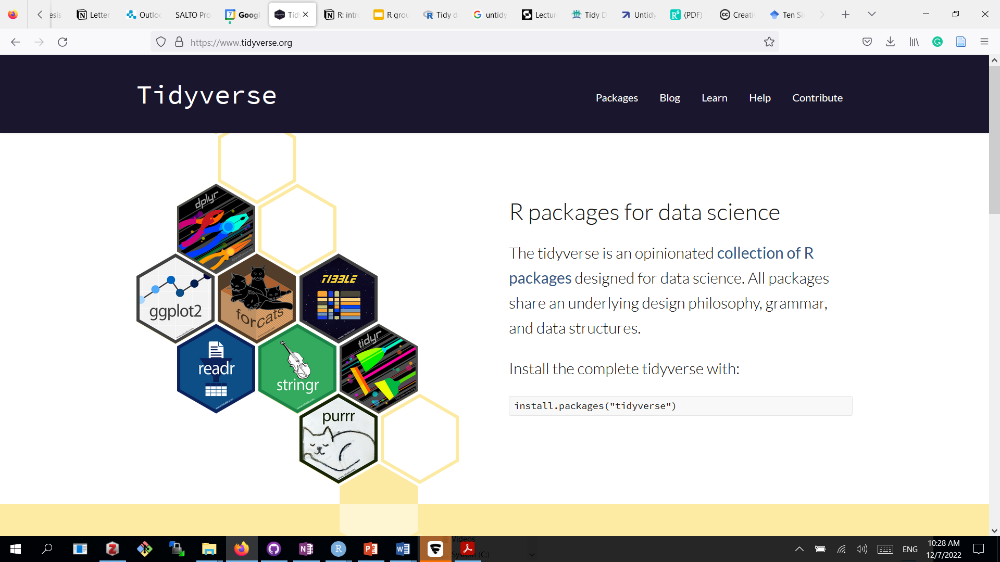 esis
Letter
Outloo
SALTO Pro
7
Googl
Tidy
R: intro
R grou
Tidy d
untidy
Lectur
Tidy D
Untidy
(PDF)
Creati
Ten Si
https://www.tidyverse.org
Tidyverse
Packages
Blog
Learn
Help
Contribute
dplyr
R packages for data science
The tidyverse is an opinionated collection of R
packages designed for data science. All packages
share an underlying design philosophy, grammar,
and data structures.
Install the complete tidyverse with:
install.packages("tidyverse")
ggplot2
forcats
TIBBLE
readr
stringr
tidyr
purrr
Videos
System (C:)
ENG
10:28 AM
12/7/2022